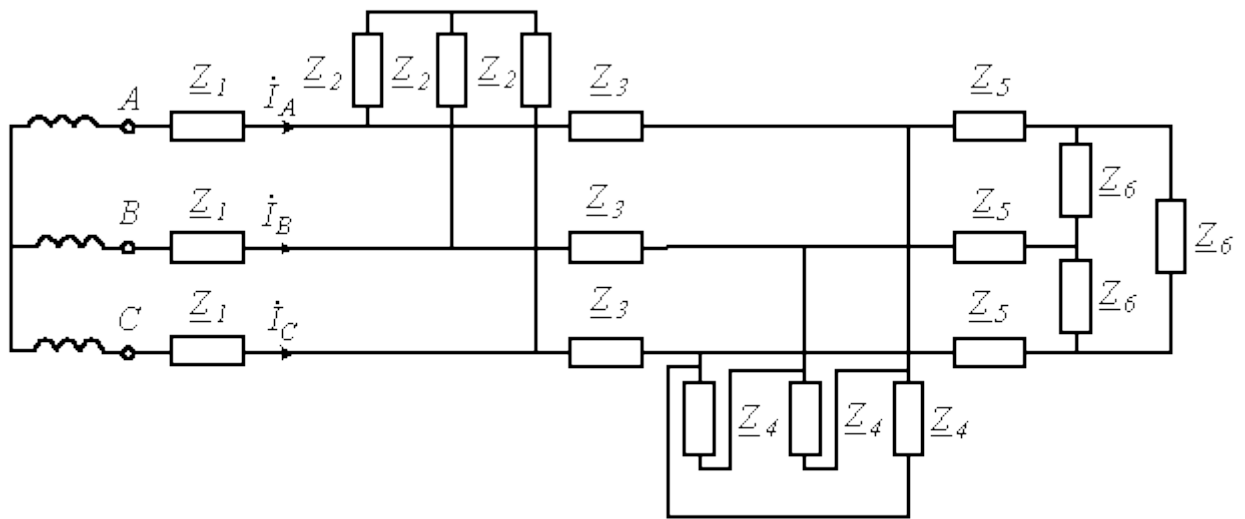 Z2 Z2 Z2
A Z1 İA Z3 Z5
Z6
B Z1 İB Z3 Z5 Z6
Z6
C Z1 İC Z3 Z5
Z4 Z4 Z4